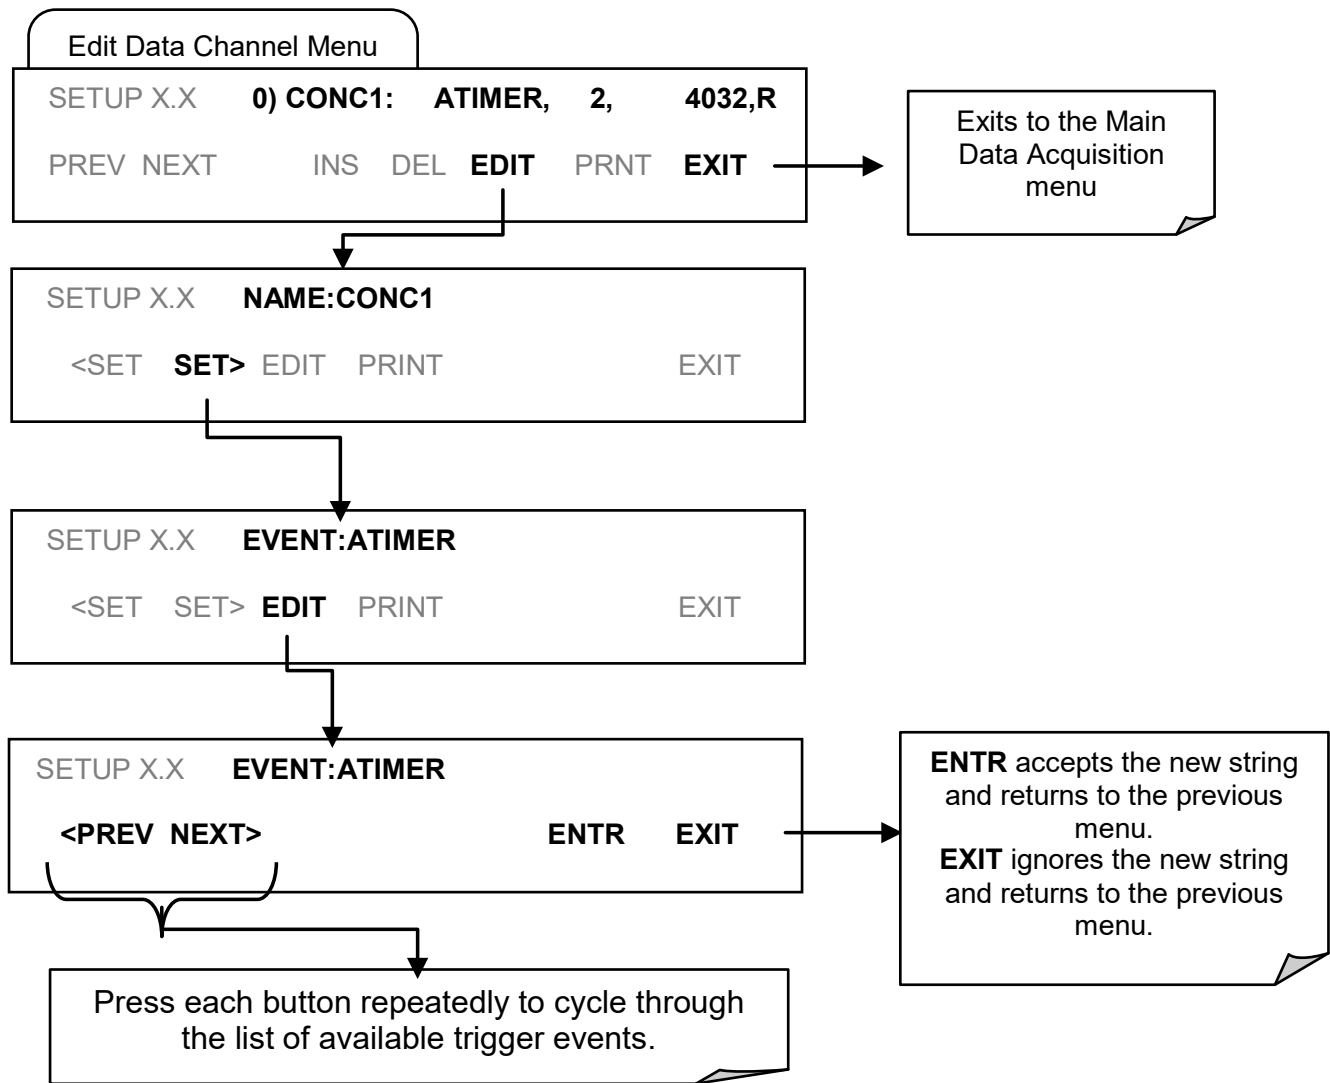 Edit Data Channel Menu
SETUP X.X 0) CONC1: ATIMER, 2, 4032,R
PREV NEXT INS DEL EDIT PRNT EXIT
Exits to the Main
Data Acquisition
menu
SETUP X.X NAME:CONC1
<SET SET> EDIT PRINT EXIT
SETUP X.X EVENT:ATIMER
<SET SET> EDIT PRINT EXIT
SETUP X.X EVENT:ATIMER
<PREV NEXT> ENTR EXIT
ENTR accepts the new string
and returns to the previous
menu.
EXIT ignores the new string
and returns to the previous
menu.
Press each button repeatedly to cycle through
the list of available trigger events.